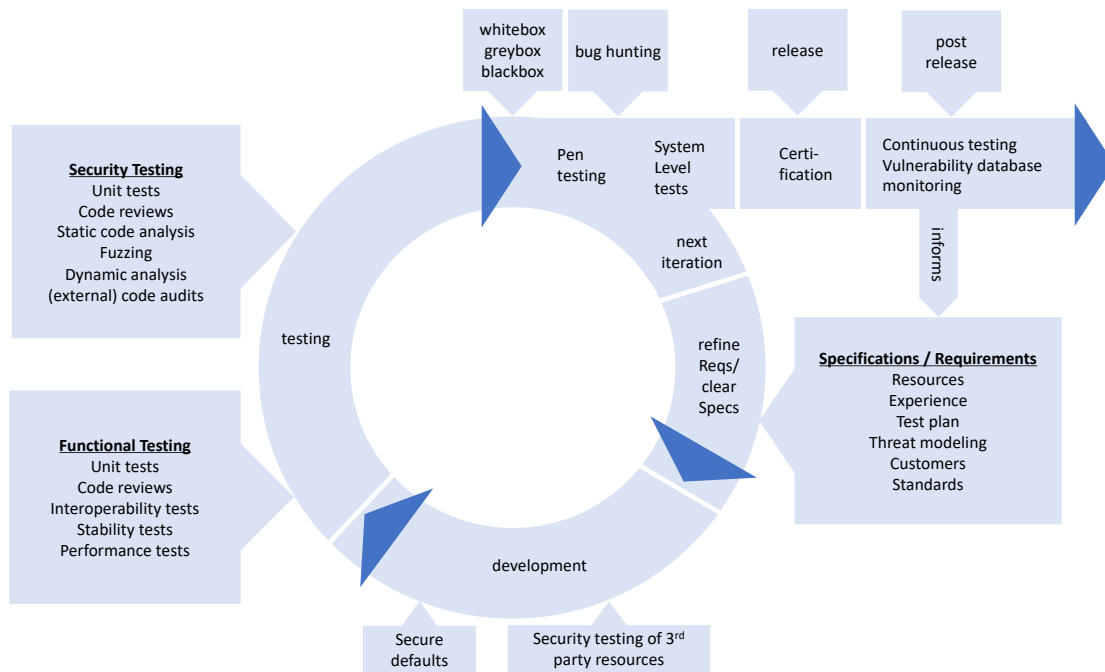 whitebox
greybox
blackbox
bug hunting
release
post
release
Security Testing
Unit tests
Code reviews
Static code analysis
Fuzzing
Dynamic analysis
(external) code audits
Pen
testing
System
Level
tests
Certi-
fication
Continuous testing
Vulnerability database
monitoring
informs
next
iteration
testing
refine
Reqs/
clear
Specs
Specifications / Requirements
Resources
Experience
Test plan
Threat modeling
Customers
Standards
Functional Testing
Unit tests
Code reviews
Interoperability tests
Stability tests
Performance tests
development
Secure
defaults
Security testing of 3rd
party resources